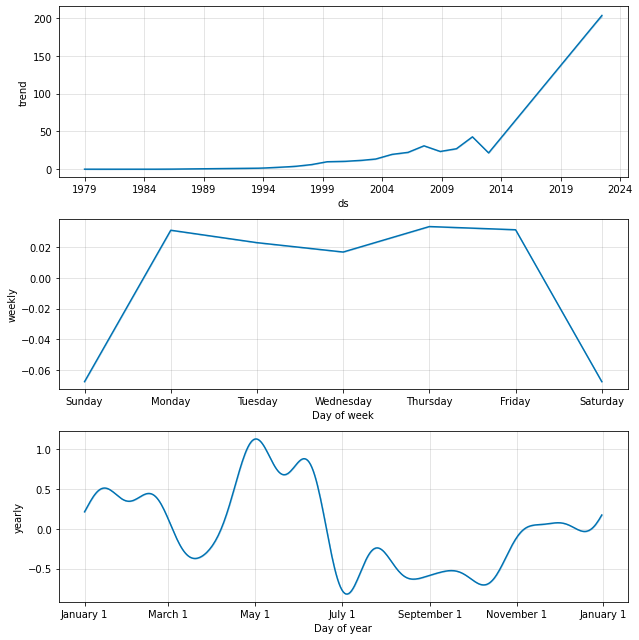 200
150
100
50
0
trend
1979 1984 1989 1994 1999 2004 2009 2014 2019 2024
ds
0.02
0.00
−0.02
−0.04
−0.06
weekly
Sunday Monday Tuesday Wednesday Thursday Friday Saturday
Day of week
1.0
0.5
0.0
−0.5
yearly
January 1 March 1 May 1 July 1 September 1 November 1 January 1
Day of year